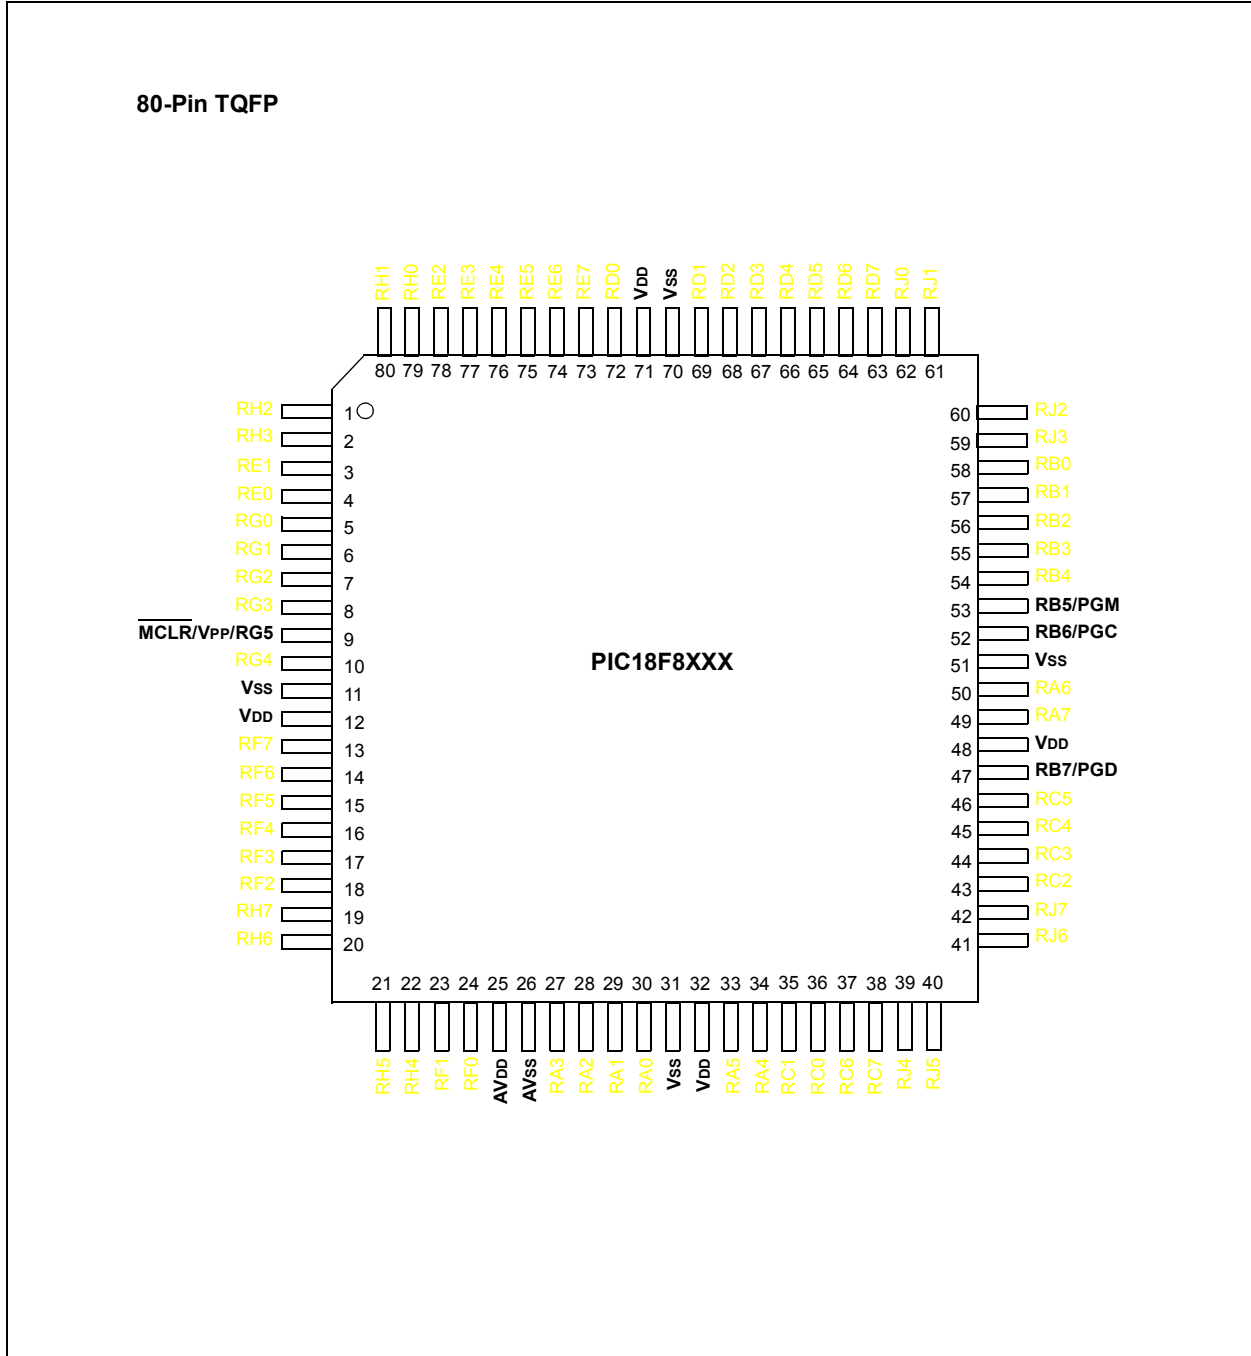 80-Pin TQFP
RH1 RH0 RE2 RE3 RE4 RE5 RE6 RE7 RD0 VDD VSS RD1 RD2 RD3 RD4 RD5 RD6 RD7 RJ0 RJ1
80 79 78 77 76 75 74 73 72 71 70 69 68 67 66 65 64 63 62 61
RH2 1 60 RJ2
RH3 2 59 RJ3
RE1 3 58 RB0
RE0 4 57 RB1
RG0 5 56 RB2
RG1 6 55 RB3
RG2 7 54 RB4
RG3 8 53 RB5/PGM
MCLR/VPP/RG5 9 52 RB6/PGC
RG4 10 PIC18F8XXX 51 VSS
VSS 11 50 RA6
VDD 12 49 RA7
RF7 13 48 VDD
RF6 14 47 RB7/PGD
RF5 15 46 RC5
RF4 16 45 RC4
RF3 17 44 RC3
RF2 18 43 RC2
RH7 19 42 RJ7
RH6 20 41 RJ6
21 22 23 24 25 26 27 28 29 30 31 32 33 34 35 36 37 38 39 40
RH5 RH4 RF1 RF0 AVDD AVSS RA3 RA2 RA1 RA0 VSS VDD RA5 RA4 RC1 RC0 RC6 RC7 RJ4 RJ5